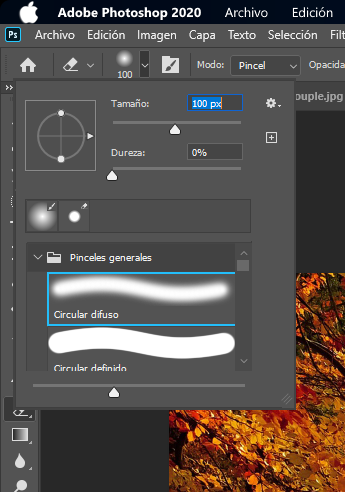 Adobe Photoshop 2020 Archivo Edición
Ps Archivo Edición Imagen Capa Texto Selección Filt
100 Modo: Pincel Opacida
Tamaño: 100 px
ouple.jpg
Dureza: 0%
Pinceles generales
Circular difuso
Circular definido